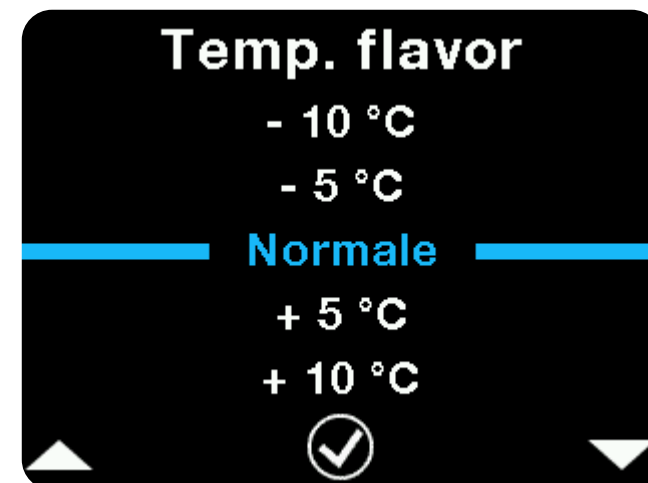 Temp. flavor
- 10 °C
- 5 °C
Normale
+ 5 °C
+ 10 °C